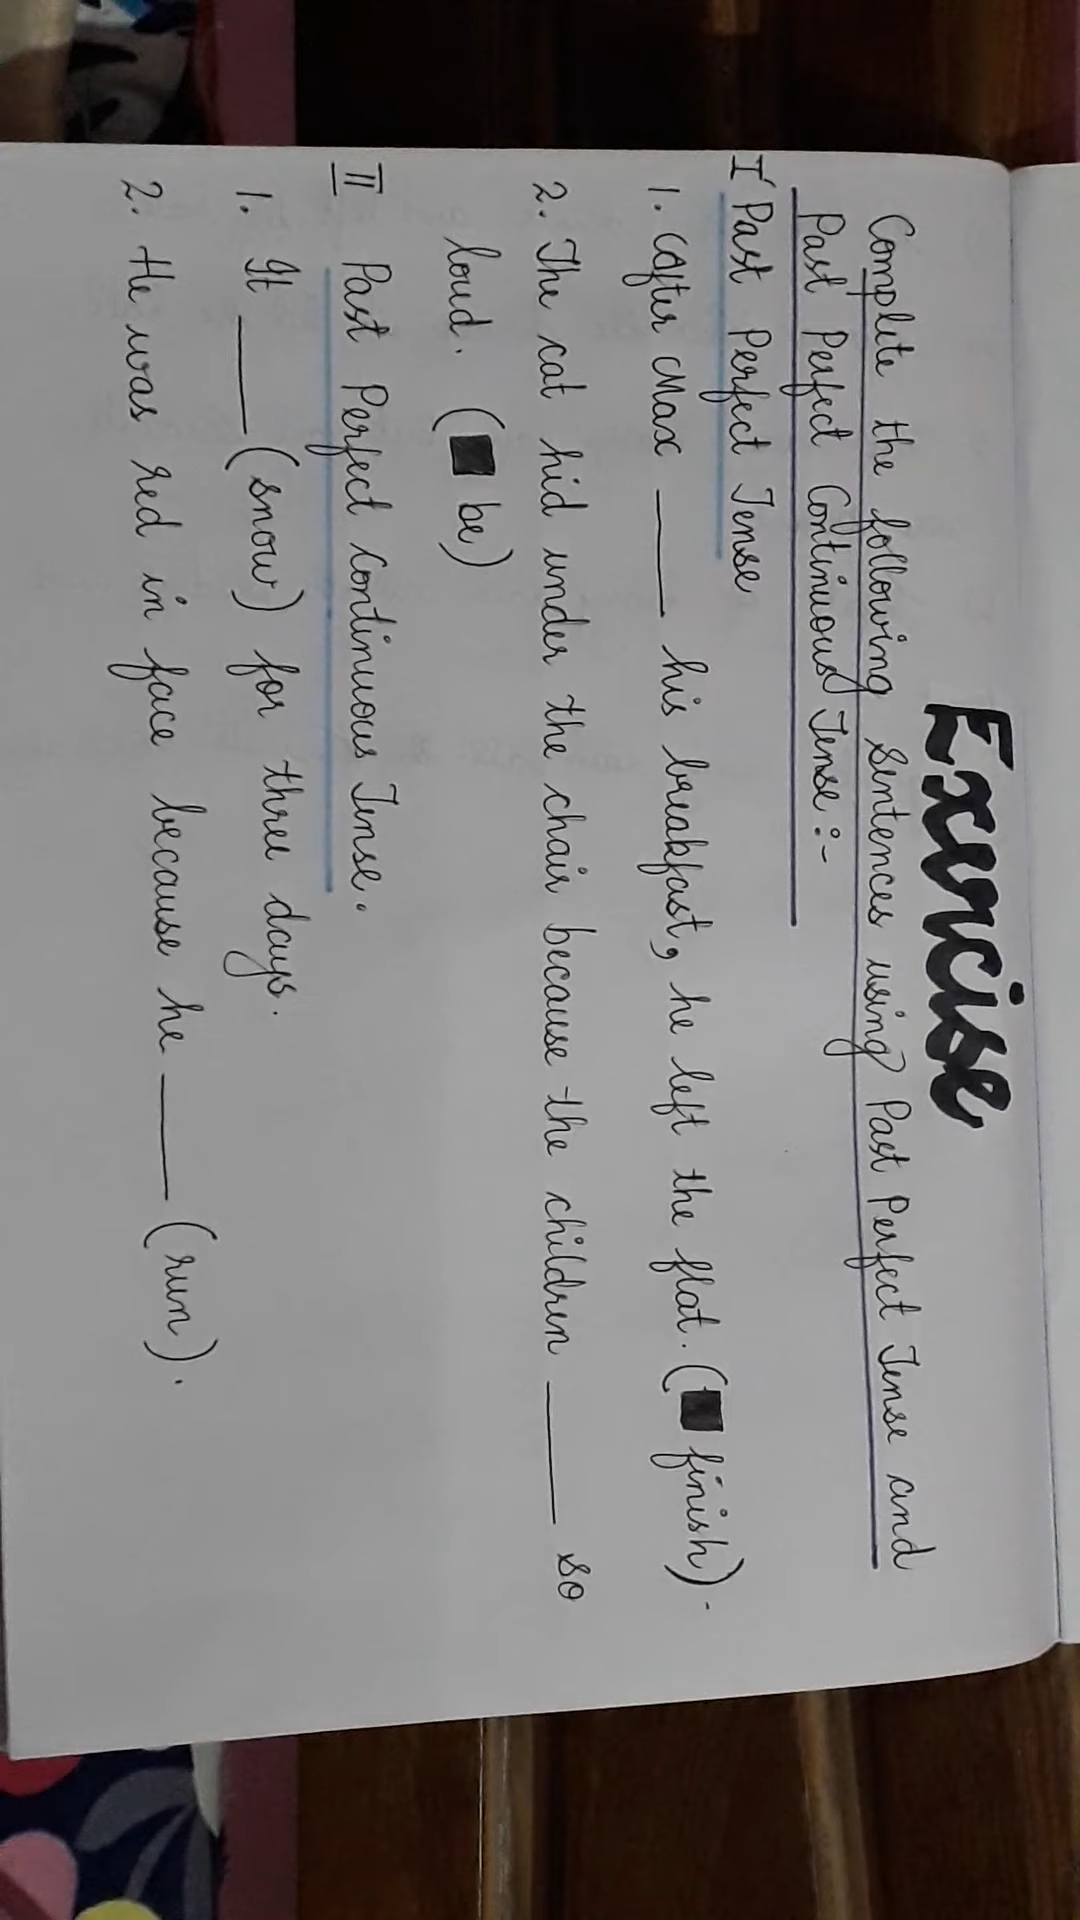 Exercise
Complete the following sentences using Past Perfect Tense and
Past Perfect Continuous Tense:-
I Past Perfect Tense
1. After Max ____ his breakfast, he left the flat. (finish).
2. The cat hid under the chair because the children ____ so
loud. (be)
II Past Perfect Continuous Tense.
1. It ____ (snow) for three days.
2. He was red in face because he ____ (run).